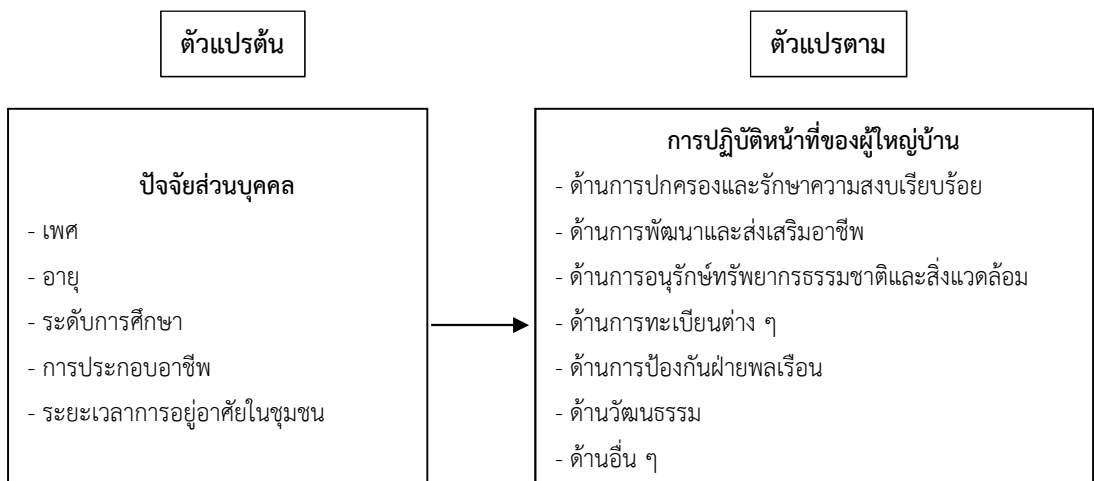 ตัวแปรต้น
ตัวแปรตาม
ปัจจัยส่วนบุคคล
- เพศ
- อายุ
- ระดับการศึกษา
- การประกอบอาชีพ
- ระยะเวลาการอยู่อาศัยในชุมชน
การปฏิบัติหน้าที่ของผู้ใหญ่บ้าน
- ด้านการปกครองและรักษาความสงบเรียบร้อย
- ด้านการพัฒนาและส่งเสริมอาชีพ
- ด้านการอนุรักษ์ทรัพยากรธรรมชาติและสิ่งแวดล้อม
- ด้านการทะเบียนต่าง ๆ
- ด้านการป้องกันฝ่ายพลเรือน
- ด้านวัฒนธรรม
- ด้านอื่น ๆ